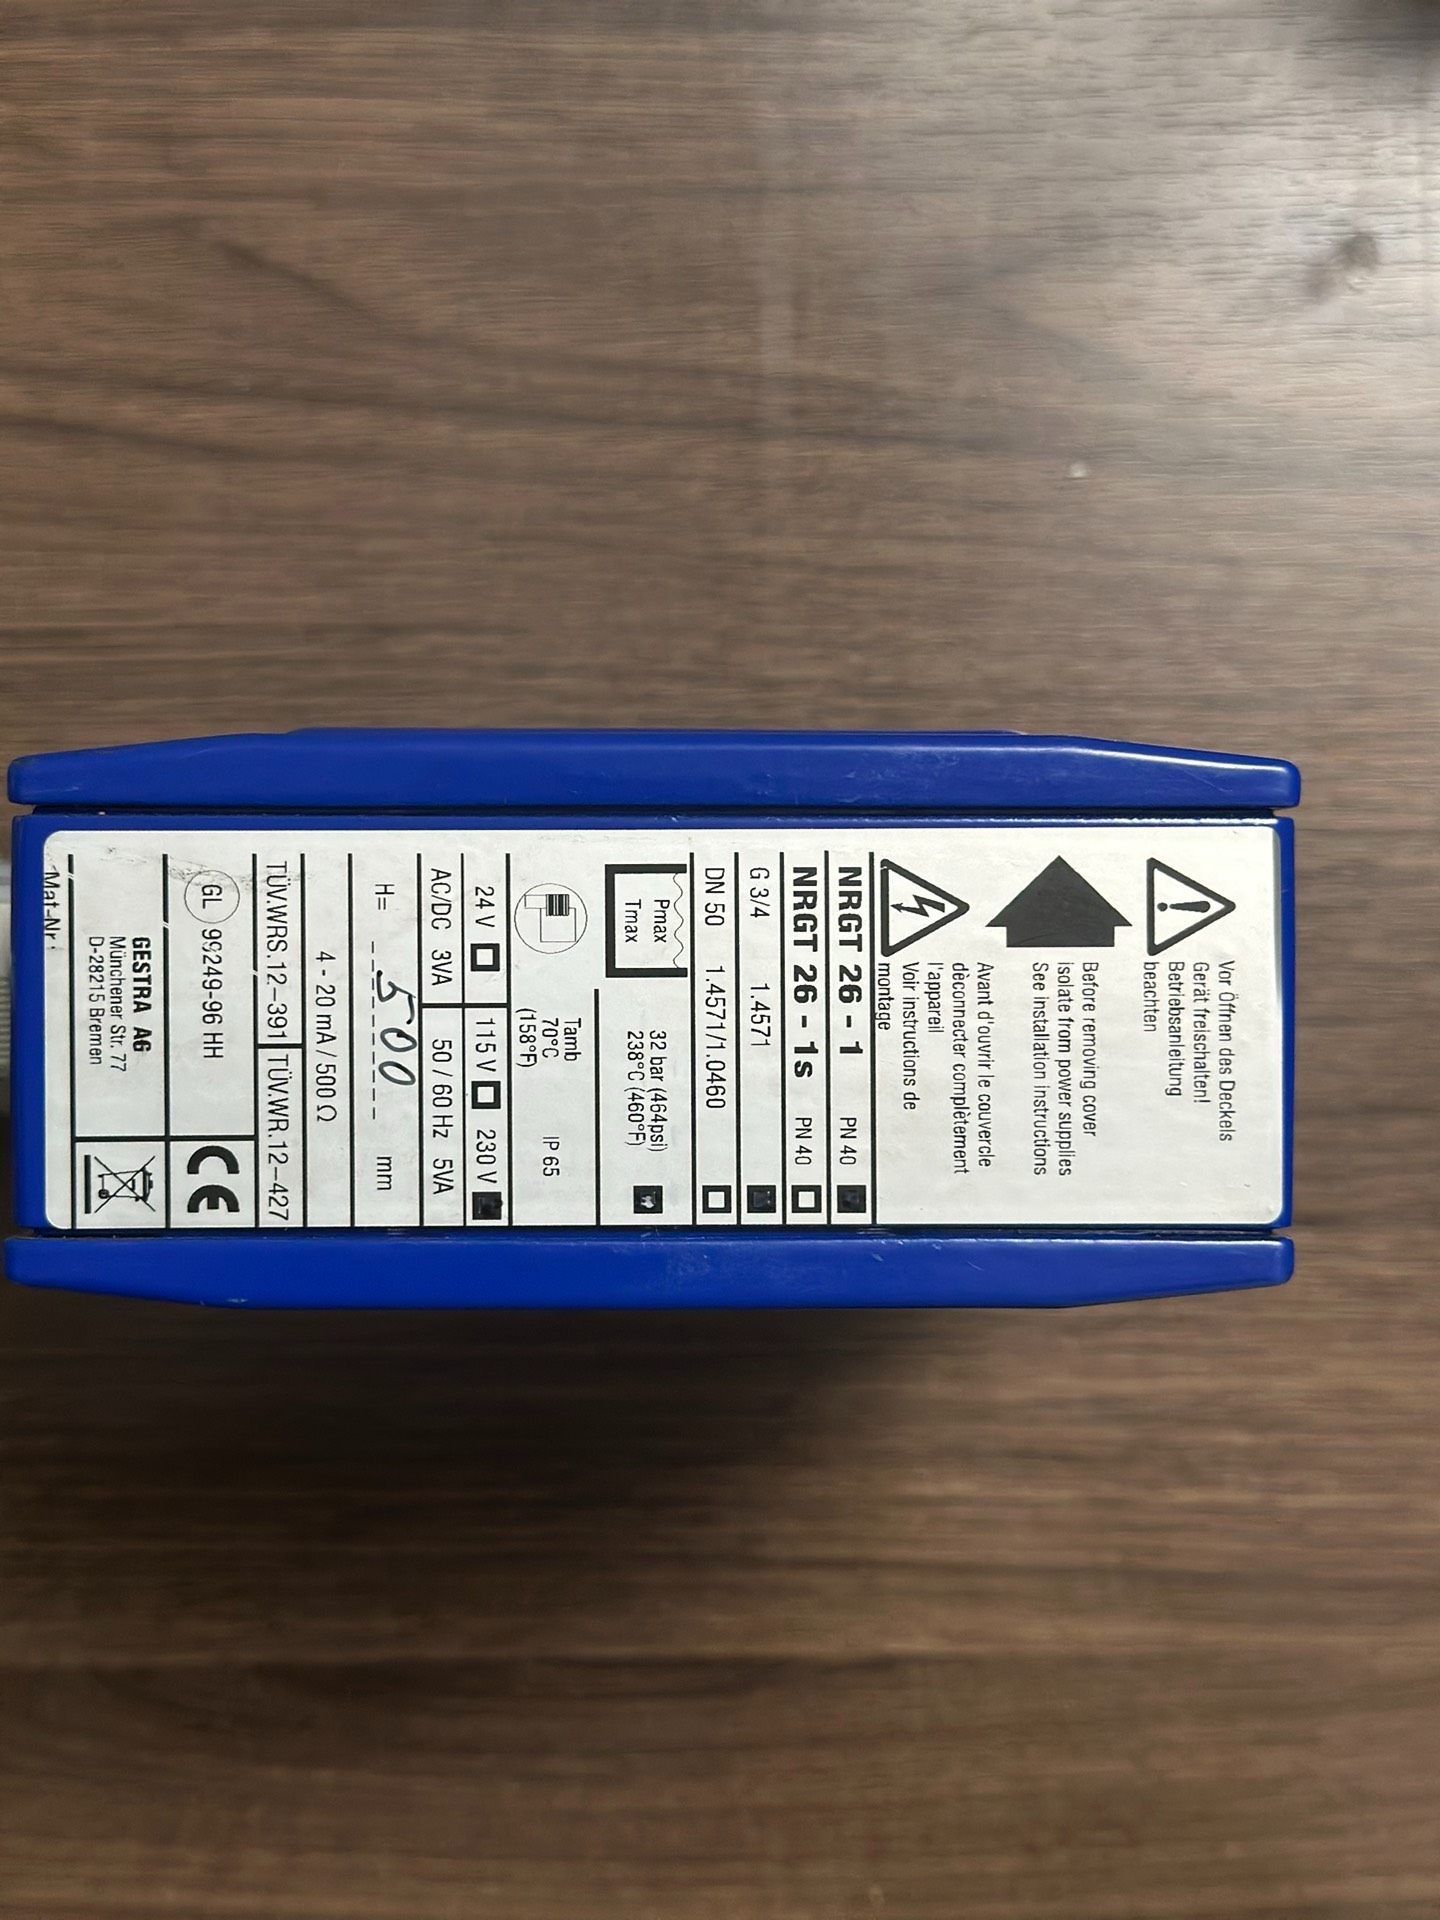 Vor Öffnen des Deckels
Gerät freischalten!
Betriebsanleitung
beachten
Before removing cover
isolate from power supplies
See installation instructions
Avant d'ouvrir le couvercle
dèconnecter complètement
l'appareil
Voir instructions de
montage
NRGT 26 - 1 PN 40
NRGT 26 - 1s PN 40
G 3/4 1.4571
DN 50 1.4571/1.0460
Pmax 32 bar (464psi)
Tmax 238°C (460°F)
Tamb
70°C
(158°F)
IP 65
24 V 115 V 230 V
AC/DC 3VA 50 / 60 Hz 5VA
H= 500 mm
4 - 20 mA / 500 Ω
TÜV.WRS.12–391 TÜV.WR.12–427
GL 99249-96 HH CE
GESTRA AG
Münchener Str. 77
D-28215 Bremen
Mat-Nr